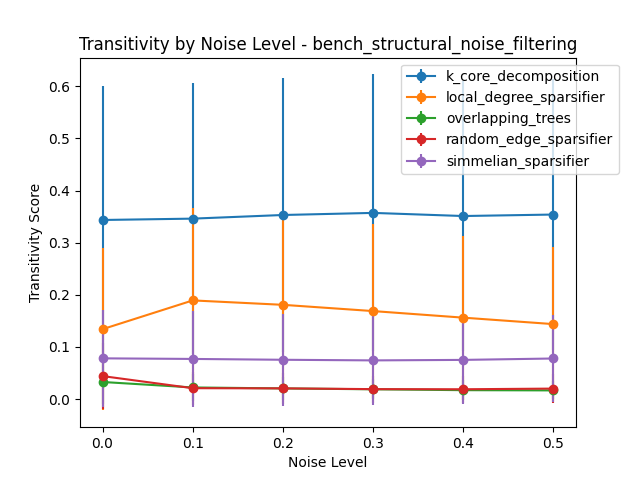 Transitivity by Noise Level - bench_structural_noise_filtering
Transitivity Score
0.6
0.5
0.4
0.3
0.2
0.1
0.0
k_core_decomposition
local_degree_sparsifier
overlapping_trees
random_edge_sparsifier
simmelian_sparsifier
0.0 0.1 0.2 0.3 0.4 0.5
Noise Level